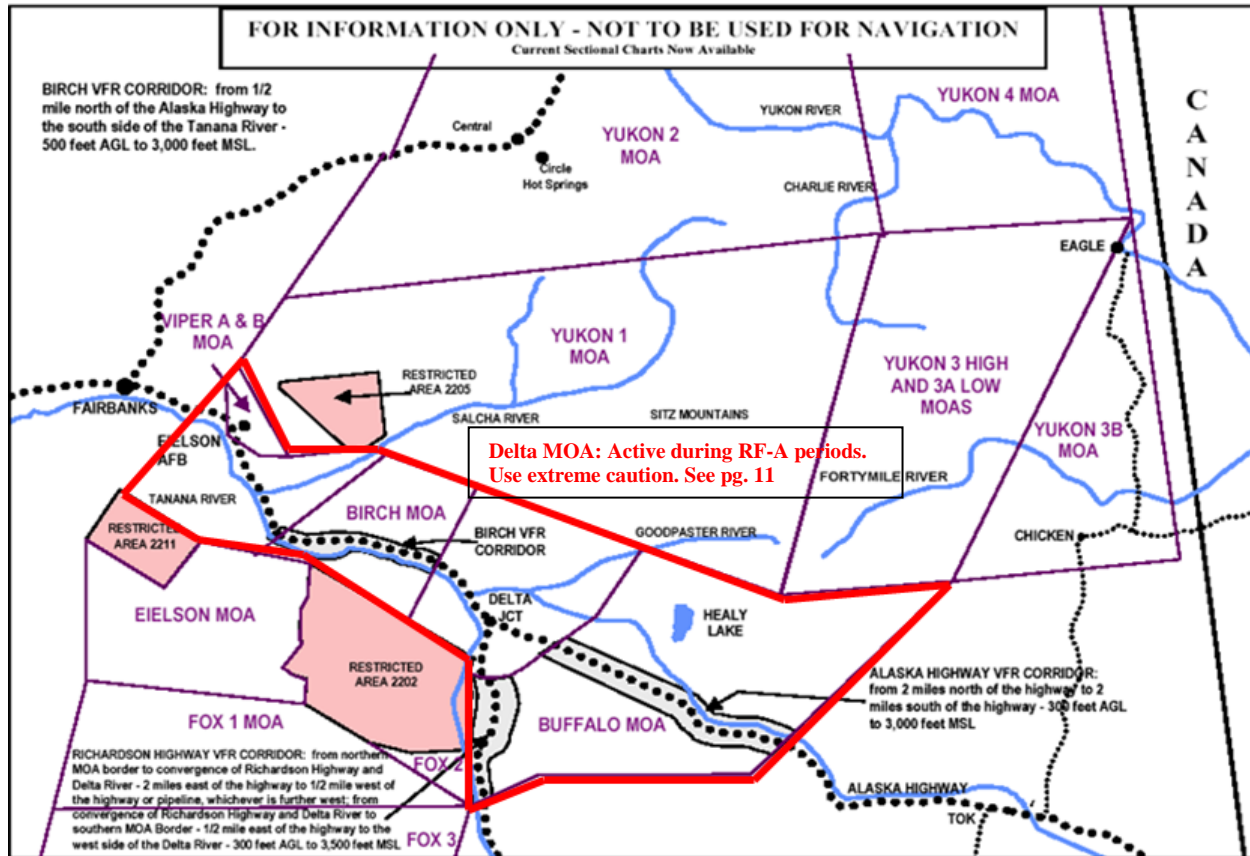 FOR INFORMATION ONLY - NOT TO BE USED FOR NAVIGATION
Current Sectional Charts Now Available
BIRCH VFR CORRIDOR: from 1/2
mile north of the Alaska Highway to
the south side of the Tanana River -
500 feet AGL to 3,000 feet MSL.
YUKON 4 MOA
CANADA
YUKON RIVER
Central
YUKON 2
MOA
Circle
Hot Springs
CHARLIE RIVER
EAGLE
VIPER A & B
MOA
YUKON 1
MOA
RESTRICTED
AREA 2205
YUKON 3 HIGH
AND 3A LOW
MOAS
FAIRBANKS
SALCHA RIVER
SITZ MOUNTAINS
YUKON 3B
MOA
EIELSON
AFB
Delta MOA: Active during RF-A periods.
Use extreme caution. See pg. 11
FORTYMILE RIVER
TANANA RIVER
BIRCH MOA
RESTRICTED
AREA 2211
BIRCH VFR
CORRIDOR
GOODPASTER RIVER
CHICKEN
EIELSON MOA
DELTA
JCT
HEALY
LAKE
RESTRICTED
AREA 2202
ALASKA HIGHWAY VFR CORRIDOR:
from 2 miles north of the highway to 2
miles south of the highway - 300 feet AGL
to 3,000 feet MSL
FOX 1 MOA
BUFFALO MOA
RICHARDSON HIGHWAY VFR CORRIDOR: from northern
MOA border to convergence of Richardson Highway and
Delta River - 2 miles east of the highway to 1/2 mile west of
the highway or pipeline, whichever is further west; from
convergence of Richardson Highway and Delta River to
southern MOA Border - 1/2 mile east of the highway to the
west side of the Delta River - 300 feet AGL to 3,500 feet MSL
FOX 2
ALASKA HIGHWAY
TOK
FOX 3